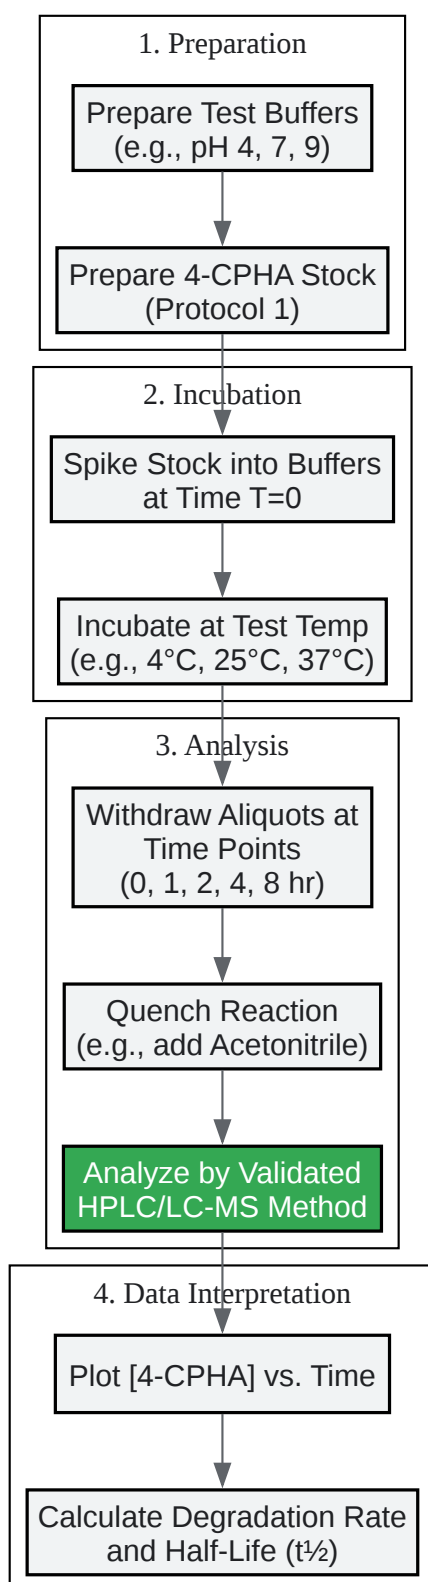 1. Preparation
Prepare Test Buffers
(e.g., pH 4, 7, 9)
Prepare 4-CPHA Stock
(Protocol 1)
2. Incubation
Spike Stock into Buffers
at Time T=0
Incubate at Test Temp
(e.g., 4°C, 25°C, 37°C)
3. Analysis
Withdraw Aliquots at
Time Points
(0, 1, 2, 4, 8 hr)
Quench Reaction
(e.g., add Acetonitrile)
Analyze by Validated
HPLC/LC-MS Method
4. Data Interpretation
Plot [4-CPHA] vs. Time
Calculate Degradation Rate
and Half-Life (t½)